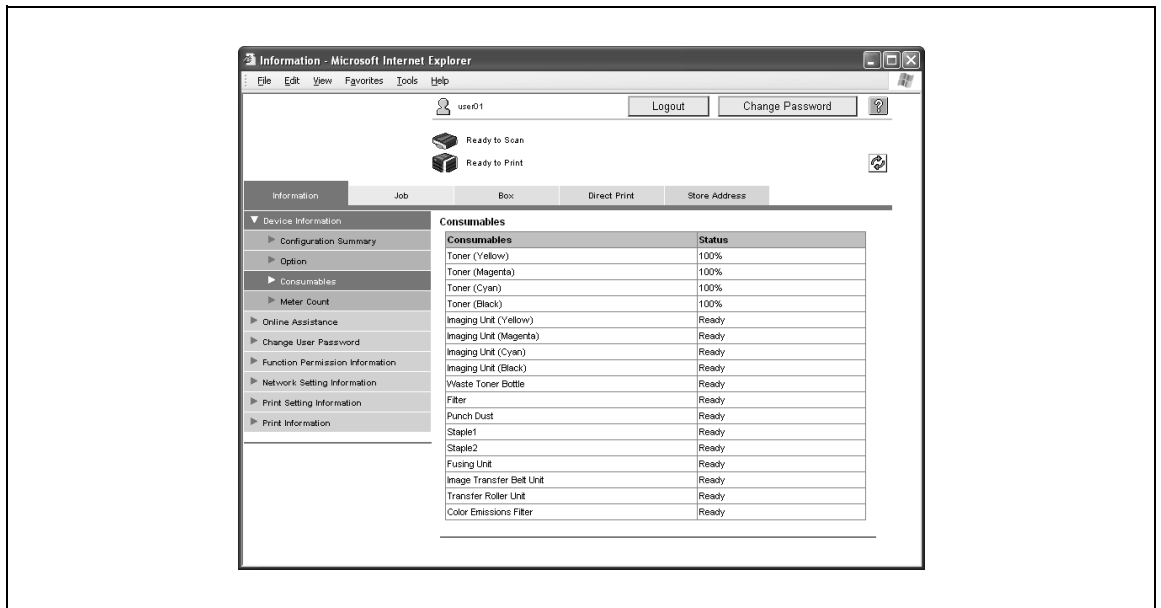 Information - Microsoft Internet Explorer
File Edit View Favorites Tools Help
user01 Logout Change Password ?
Ready to Scan
Ready to Print
Information Job Box Direct Print Store Address
Device Information
Configuration Summary
Option
Consumables
Meter Count
Online Assistance
Change User Password
Function Permission Information
Network Setting Information
Print Setting Information
Print Information
Consumables
Consumables Status
Toner (Yellow) 100%
Toner (Magenta) 100%
Toner (Cyan) 100%
Toner (Black) 100%
Imaging Unit (Yellow) Ready
Imaging Unit (Magenta) Ready
Imaging Unit (Cyan) Ready
Imaging Unit (Black) Ready
Waste Toner Bottle Ready
Filter Ready
Punch Dust Ready
Staple1 Ready
Staple2 Ready
Fusing Unit Ready
Image Transfer Belt Unit Ready
Transfer Roller Unit Ready
Color Emissions Filter Ready